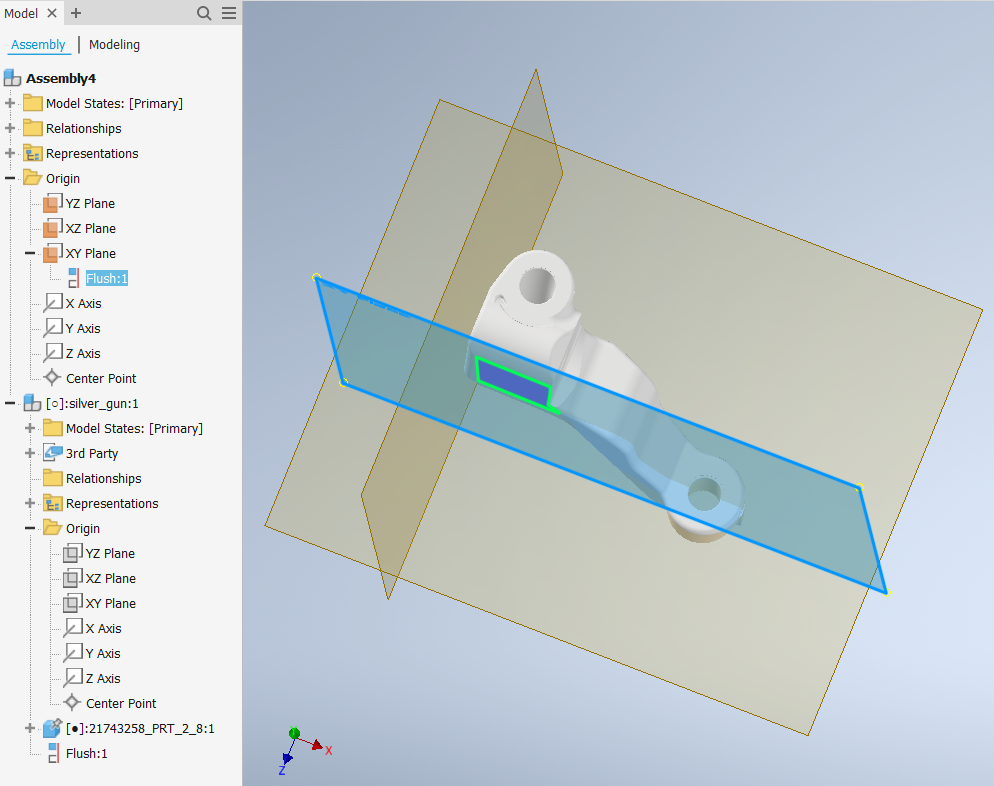 Model
Assembly | Modeling
Assembly4
Model States: [Primary]
Relationships
Representations
Origin
YZ Plane
XZ Plane
XY Plane
Flush:1
X Axis
Y Axis
Z Axis
Center Point
[○]:silver_gun:1
Model States: [Primary]
3rd Party
Relationships
Representations
Origin
YZ Plane
XZ Plane
XY Plane
X Axis
Y Axis
Z Axis
Center Point
[●]:21743258_PRT_2_8:1
Flush:1
X
Z